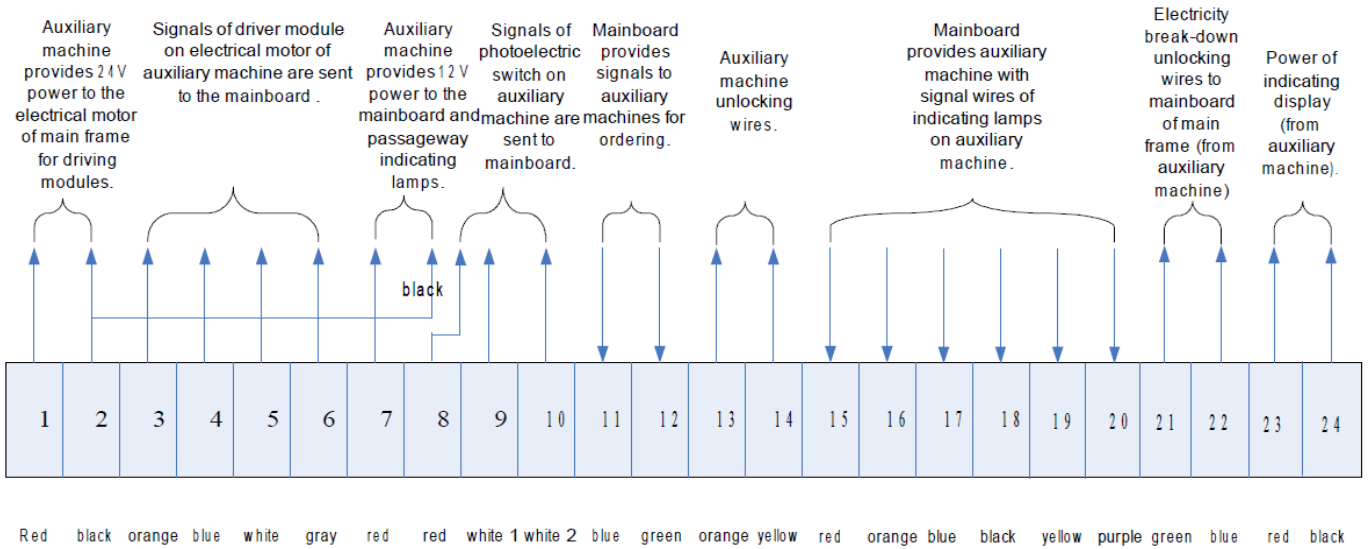 Auxiliary
machine
provides 24V
power to the
electrical motor
of main frame
for driving
modules.
Signals of driver module
on electrical motor of
auxiliary machine are sent
to the mainboard .
Auxiliary
machine
provides 12V
power to the
mainboard and
passageway
indicating
lamps.
Signals of
photoelectric
switch on
auxiliary
machine are
sent to
mainboard.
Mainboard
provides
signals to
auxiliary
machines for
ordering.
Auxiliary
machine
unlocking
wires.
Mainboard
provides auxiliary
machine with
signal wires of
indicating lamps
on auxiliary
machine.
Electricity
break-down
unlocking
wires to
mainboard
of main
frame (from
auxiliary
machine)
Power of
indicating
display
(from
auxiliary
machine).
black
1 2 3 4 5 6 7 8 9 10 11 12 13 14 15 16 17 18 19 20 21 22 23 24
Red black orange blue white gray red red white 1 white 2 blue green orange yellow red orange blue black yellow purple green blue red black